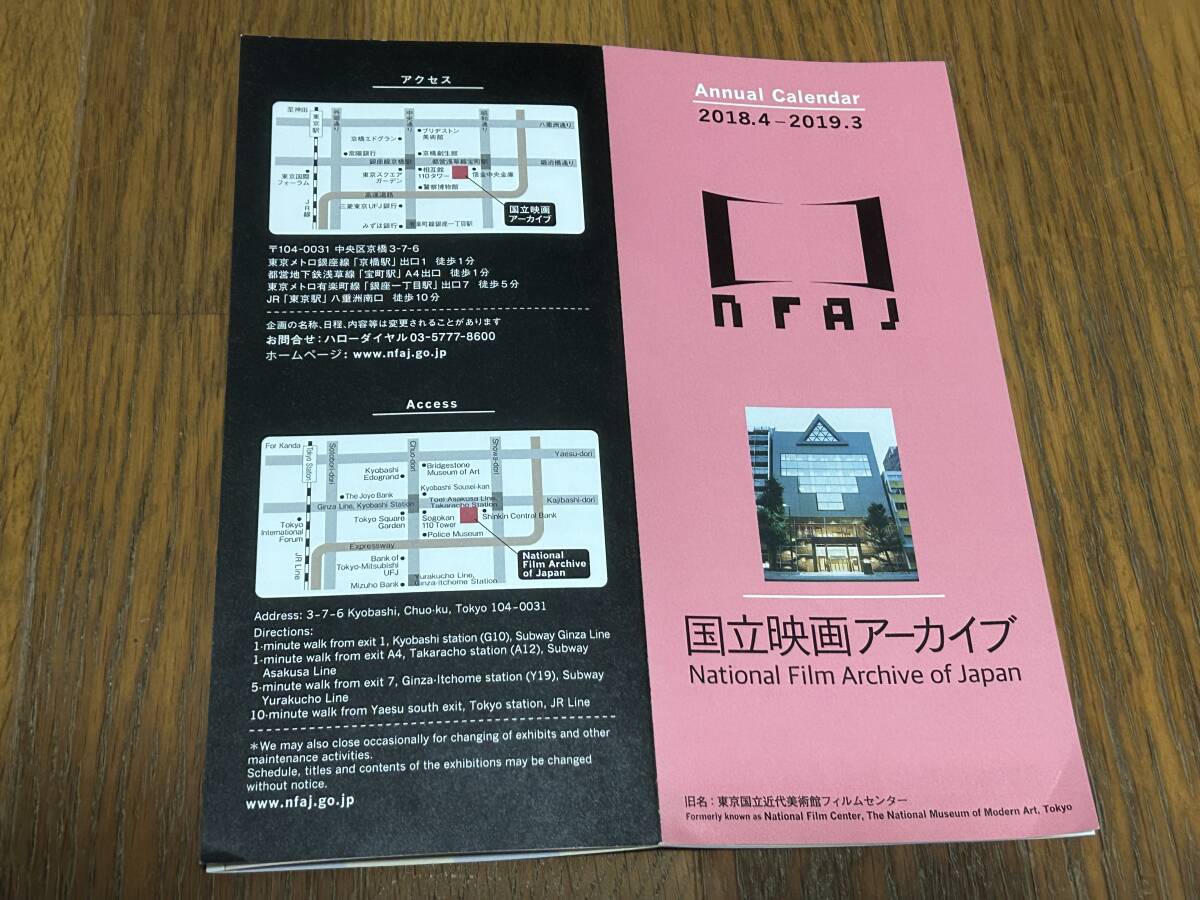 アクセス
至神田
東京駅
外堀通り
中央通り
昭和通り
八重洲通り
ブリヂストン
美術館
京橋エドグラン
常陽銀行
京橋創生館
銀座線京橋駅
都営浅草線宝町駅
鍛冶橋通り
東京国際
フォーラム
東京スクエア
ガーデン
相互館
110タワー
信金中央金庫
警察博物館
高速道路
JR線
三菱東京UFJ銀行
国立映画
アーカイブ
みずほ銀行
有楽町線銀座一丁目駅
〒104-0031 中央区京橋3-7-6
東京メトロ銀座線「京橋駅」出口1 徒歩1分
都営地下鉄浅草線「宝町駅」A4出口 徒歩1分
東京メトロ有楽町線「銀座一丁目駅」出口7 徒歩5分
JR「東京駅」八重洲南口 徒歩10分
企画の名称、日程、内容等は変更されることがあります
お問合せ:ハローダイヤル 03-5777-8600
ホームページ: www.nfaj.go.jp
Access
For Kanda
Tokyo Station
Sotobori-dori
Chuo-dori
Showa-dori
Yaesu-dori
Kyobashi
Edogrand
Bridgestone
Museum of Art
The Joyo Bank
Kyobashi Sousei-kan
Ginza Line, Kyobashi Station
Toei Asakusa Line,
Takaracho Station
Kajibashi-dori
Tokyo
International
Forum
Tokyo Square
Garden
Sogokan
110 Tower
Shinkin Central Bank
Police Museum
Expressway
JR Line
Bank of
Tokyo-Mitsubishi
UFJ
National
Film Archive
of Japan
Mizuho Bank
Yurakucho Line,
Ginza-Itchome Station
Address: 3-7-6 Kyobashi, Chuo-ku, Tokyo 104-0031
Directions:
1-minute walk from exit 1, Kyobashi station (G10), Subway Ginza Line
1-minute walk from exit A4, Takaracho station (A12), Subway
Asakusa Line
5-minute walk from exit 7, Ginza-Itchome station (Y19), Subway
Yurakucho Line
10-minute walk from Yaesu south exit, Tokyo station, JR Line
*We may also close occasionally for changing of exhibits and other
maintenance activities.
Schedule, titles and contents of the exhibitions may be changed
without notice.
www.nfaj.go.jp
Annual Calendar
2018.4-2019.3
nfaj
国立映画アーカイブ
National Film Archive of Japan
旧名:東京国立近代美術館フィルムセンター
Formerly known as National Film Center, The National Museum of Modern Art, Tokyo